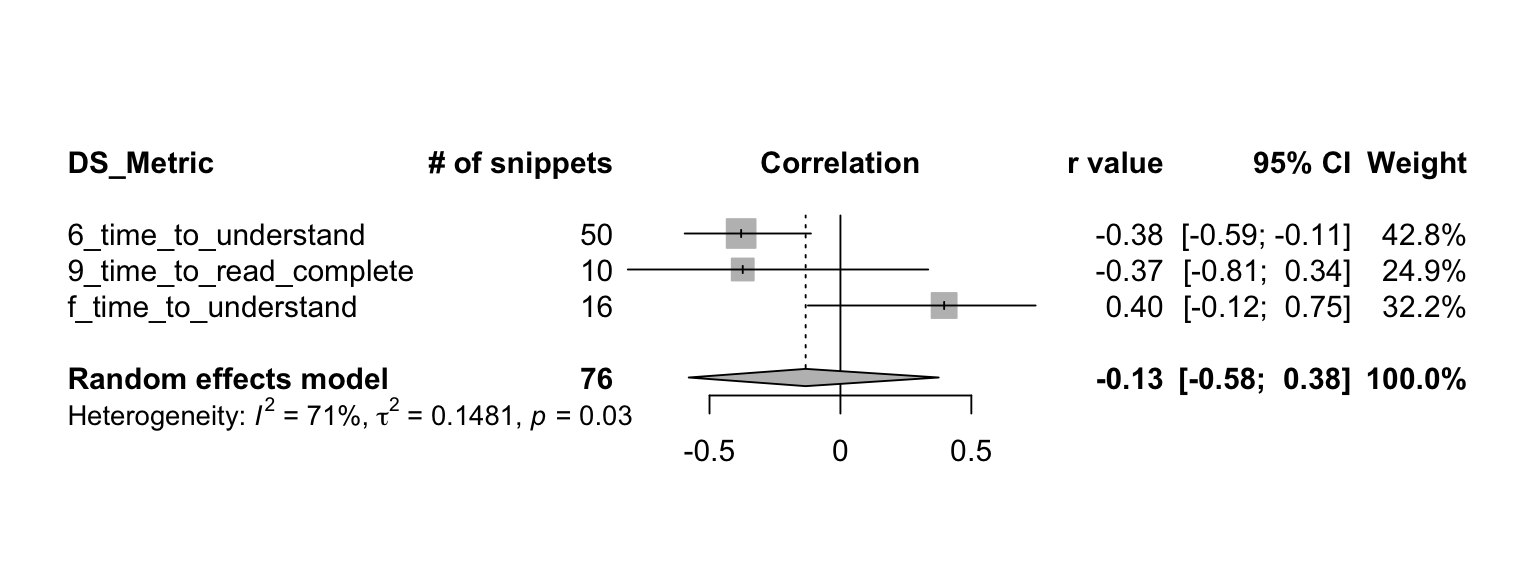 DS_Metric # of snippets Correlation r value 95% CI Weight
6_time_to_understand 50 -0.38 [-0.59; -0.11] 42.8%
9_time_to_read_complete 10 -0.37 [-0.81; 0.34] 24.9%
f_time_to_understand 16 0.40 [-0.12; 0.75] 32.2%
Random effects model 76 -0.13 [-0.58; 0.38] 100.0%
Heterogeneity: I² = 71%, τ² = 0.1481, p = 0.03
-0.5 0 0.5